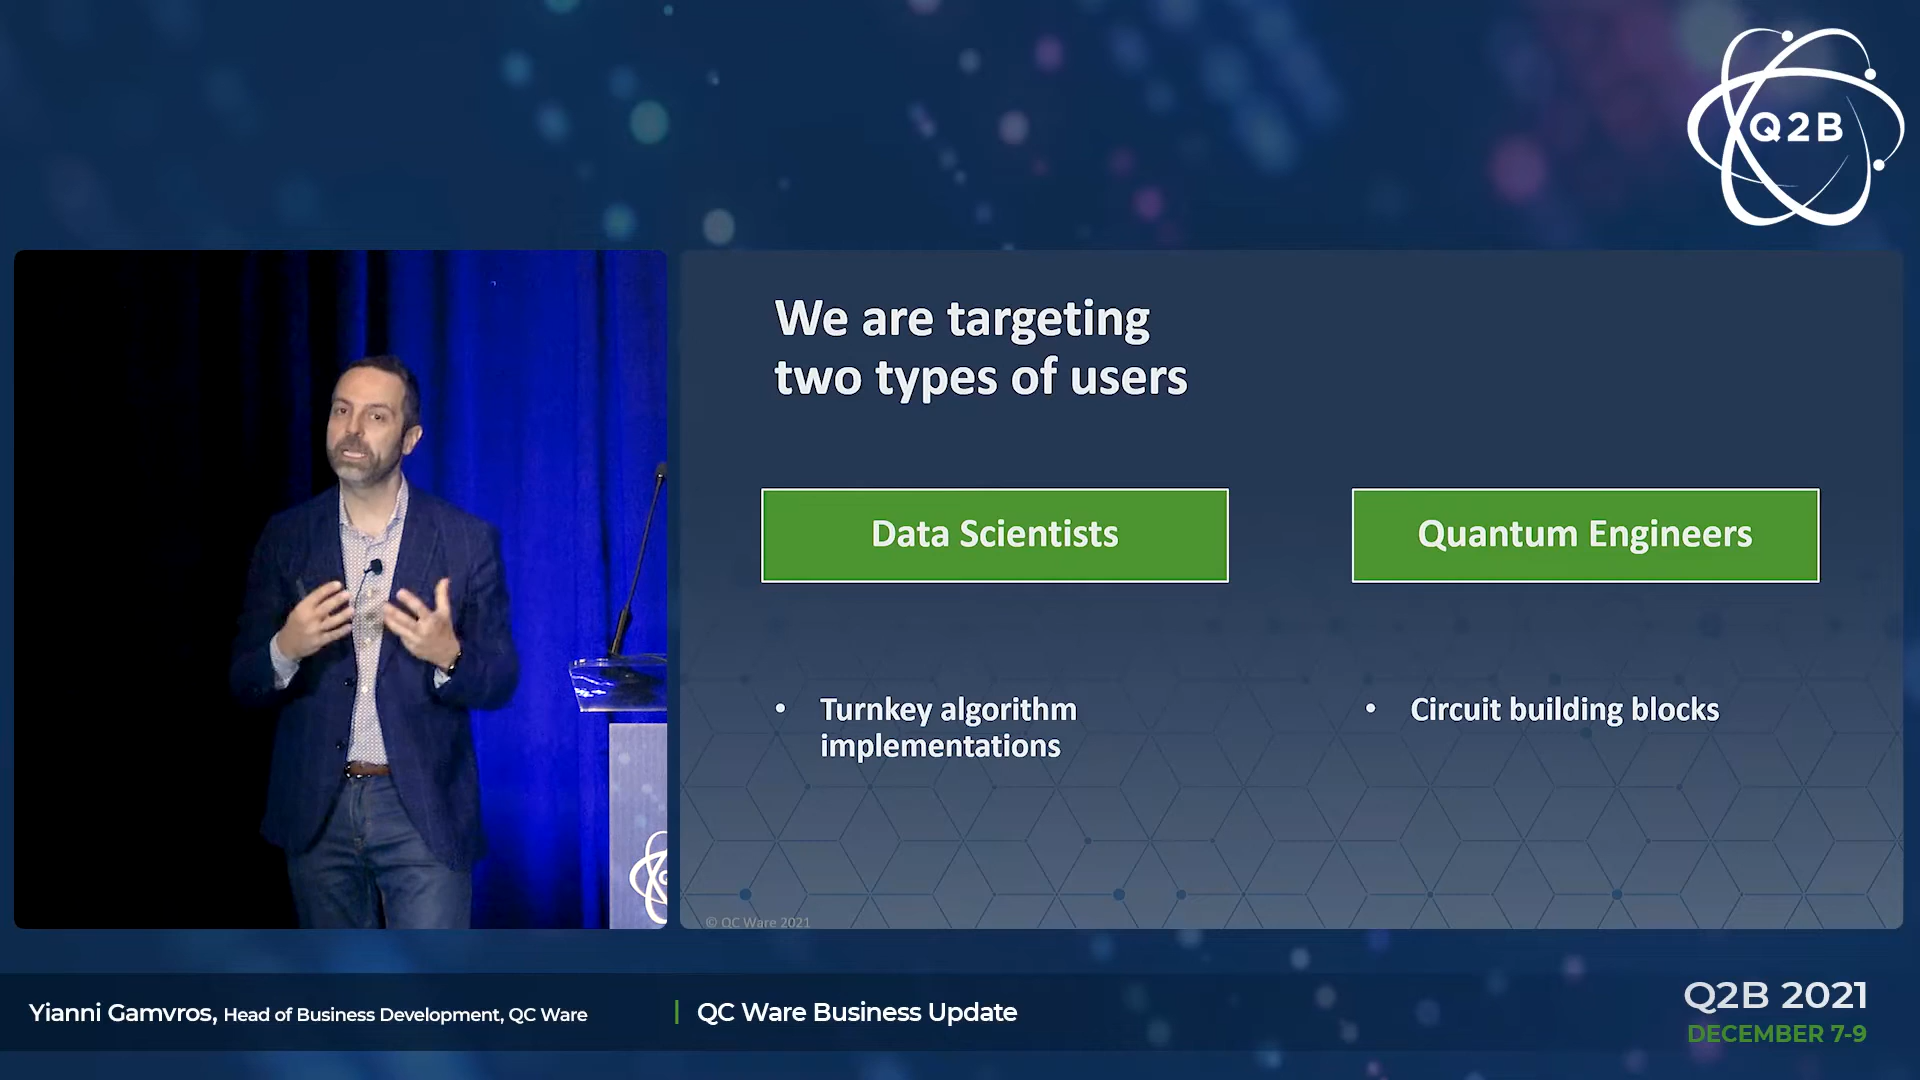 Q2B
We are targeting
two types of users
Data Scientists
Quantum Engineers
• Turnkey algorithm
implementations
• Circuit building blocks
© QC Ware 2021
Yianni Gamvros, Head of Business Development, QC Ware
| QC Ware Business Update
Q2B 2021
DECEMBER 7-9